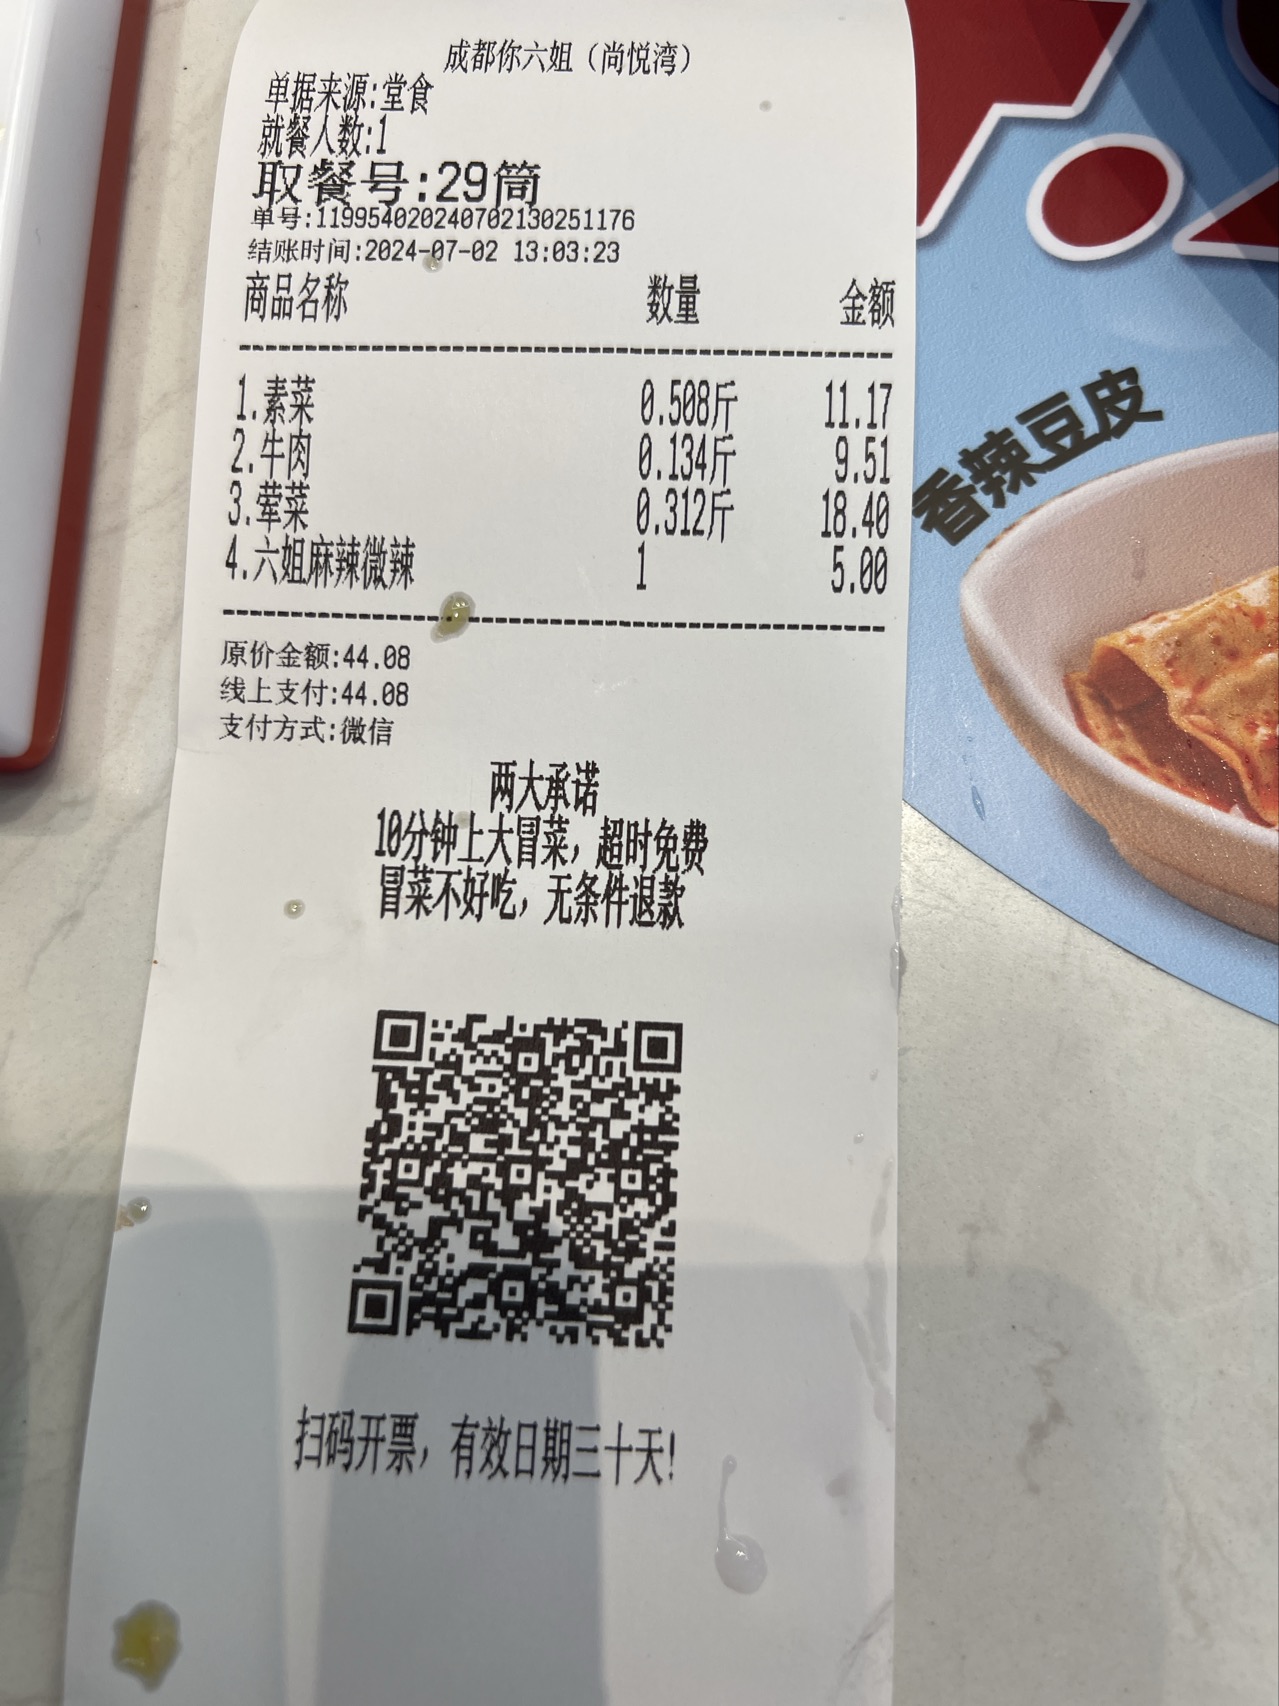 成都你六姐（尚悦湾）
单据来源:堂食
就餐人数:1
取餐号:29筒
单号:119954020240702130251176
结账时间:2024-07-02 13:03:23
商品名称 数量 金额
1.素菜 0.508斤 11.17
2.牛肉 0.134斤 9.51
3.荤菜 0.312斤 18.40
4.六姐麻辣微辣 1 5.00
原价金额:44.08
线上支付:44.08
支付方式:微信
两大承诺
10分钟上大冒菜，超时免费
冒菜不好吃，无条件退款
扫码开票，有效日期三十天!
香辣豆皮